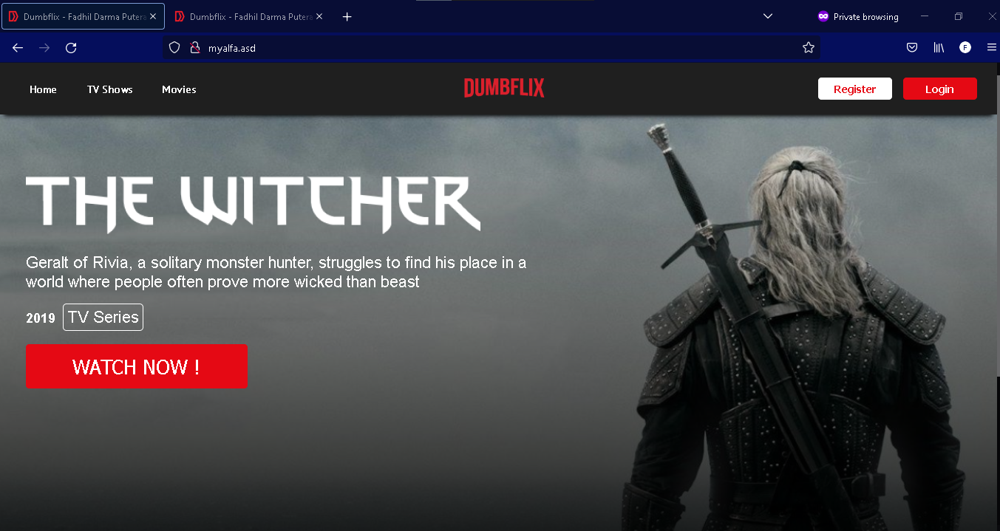 Dumbflix - Fadhil Darma Putera
Dumbflix - Fadhil Darma Putera
Private browsing
myalfa.asd
F
Home
TV Shows
Movies
DUMBFLIX
Register
Login
THE WITCHER
Geralt of Rivia, a solitary monster hunter, struggles to find his place in a
world where people often prove more wicked than beast
2019 TV Series
WATCH NOW !